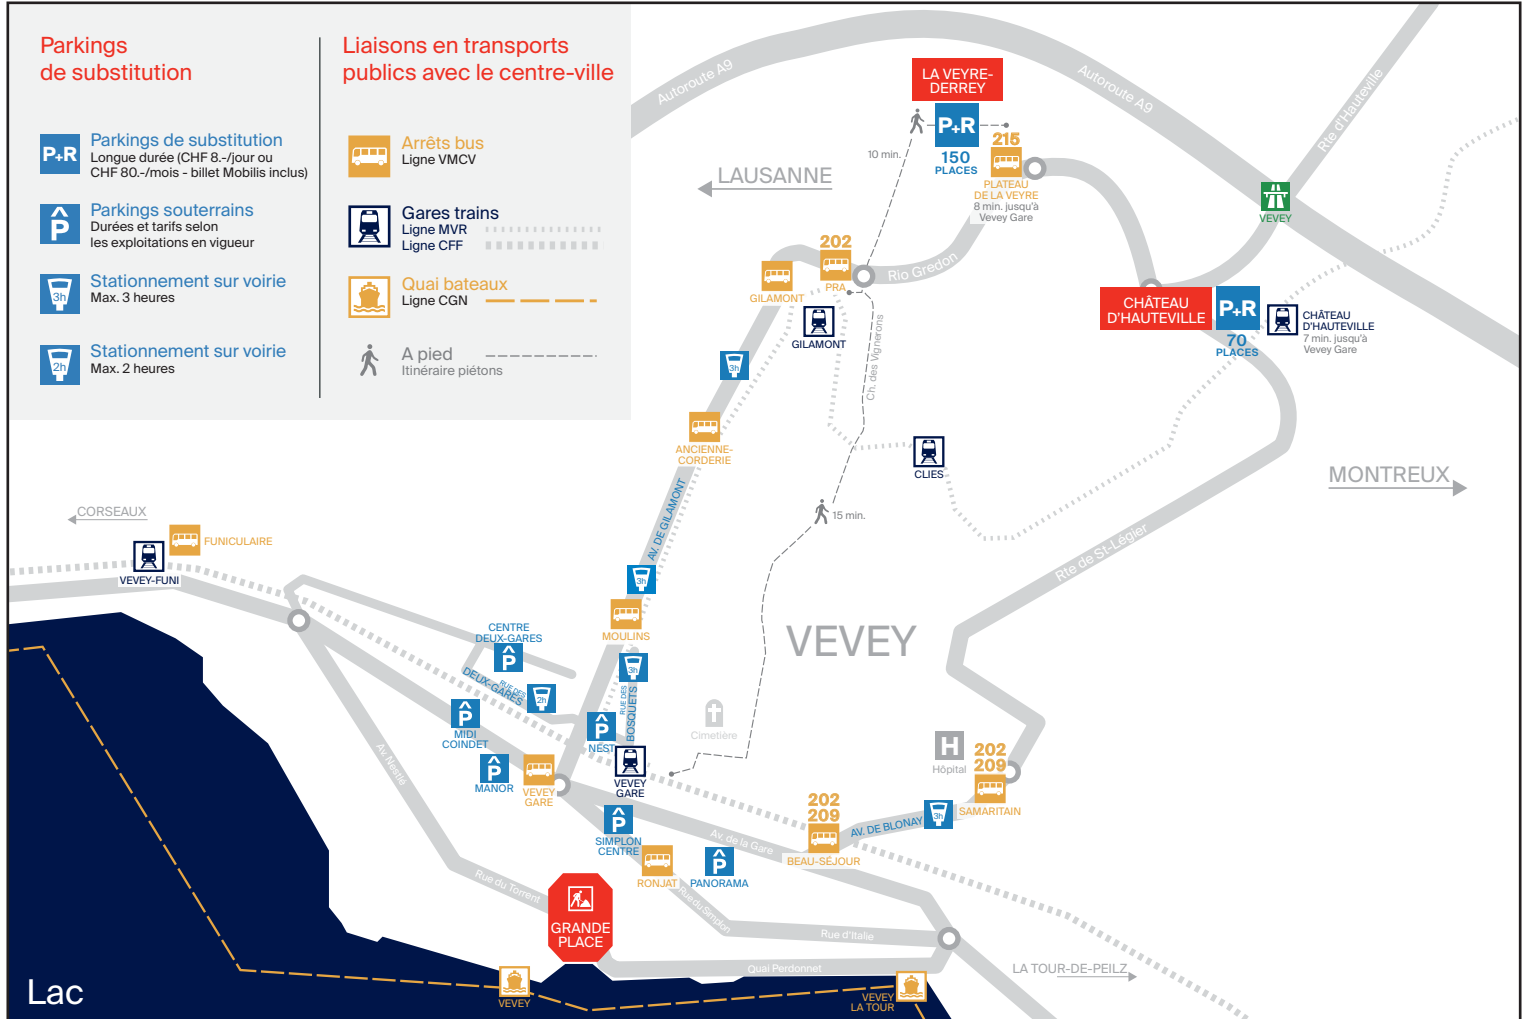 Parkings
de substitution
P+R
Parkings de substitution
Longue durée (CHF 8.-/jour ou
CHF 80.-/mois - billet Mobilis inclus)
P
Parkings souterrains
Durées et tarifs selon
les exploitations en vigueur
3h
Stationnement sur voirie
Max. 3 heures
2h
Stationnement sur voirie
Max. 2 heures
Liaisons en transports
publics avec le centre-ville
Arrêts bus
Ligne VMCV
Gares trains
Ligne MVR
Ligne CFF
Quai bateaux
Ligne CGN
A pied
Itinéraire piétons
Autoroute A9
Autoroute A9
Rte d'Hauteville
LA VEYRE-
DERREY
P+R
150
PLACES
10 min.
215
PLATEAU
DE LA VEYRE
8 min. jusqu'à
Vevey Gare
LAUSANNE
VEVEY
202
PRA
Rio Gredon
GILAMONT
GILAMONT
CHÂTEAU
D'HAUTEVILLE
P+R
70
PLACES
CHÂTEAU
D'HAUTEVILLE
7 min. jusqu'à
Vevey Gare
3h
Ch. des Vignerons
ANCIENNE-
CORDERIE
CLIES
MONTREUX
AV. DE GILAMONT
15 min.
CORSEAUX
FUNICULAIRE
VEVEY-FUNI
Rte de St-Légier
3h
MOULINS
VEVEY
CENTRE
DEUX-GARES
P
RUE DES
DEUX-GARES
2h
3h
RUE DES
BOSQUETS
P
MIDI
COINDET
P
NEST
Cimetière
P
MANOR
VEVEY
GARE
VEVEY
GARE
Av. Nestlé
H
Hôpital
202
209
SAMARITAIN
3h
AV. DE BLONAY
202
209
BEAU-SÉJOUR
P
SIMPLON
CENTRE
Av. de la Gare
RONJAT
P
PANORAMA
Rue du Torrent
Rue du Simplon
GRANDE
PLACE
Rue d'Italie
Quai Perdonnet
LA TOUR-DE-PEILZ
Lac
VEVEY
VEVEY
LA TOUR